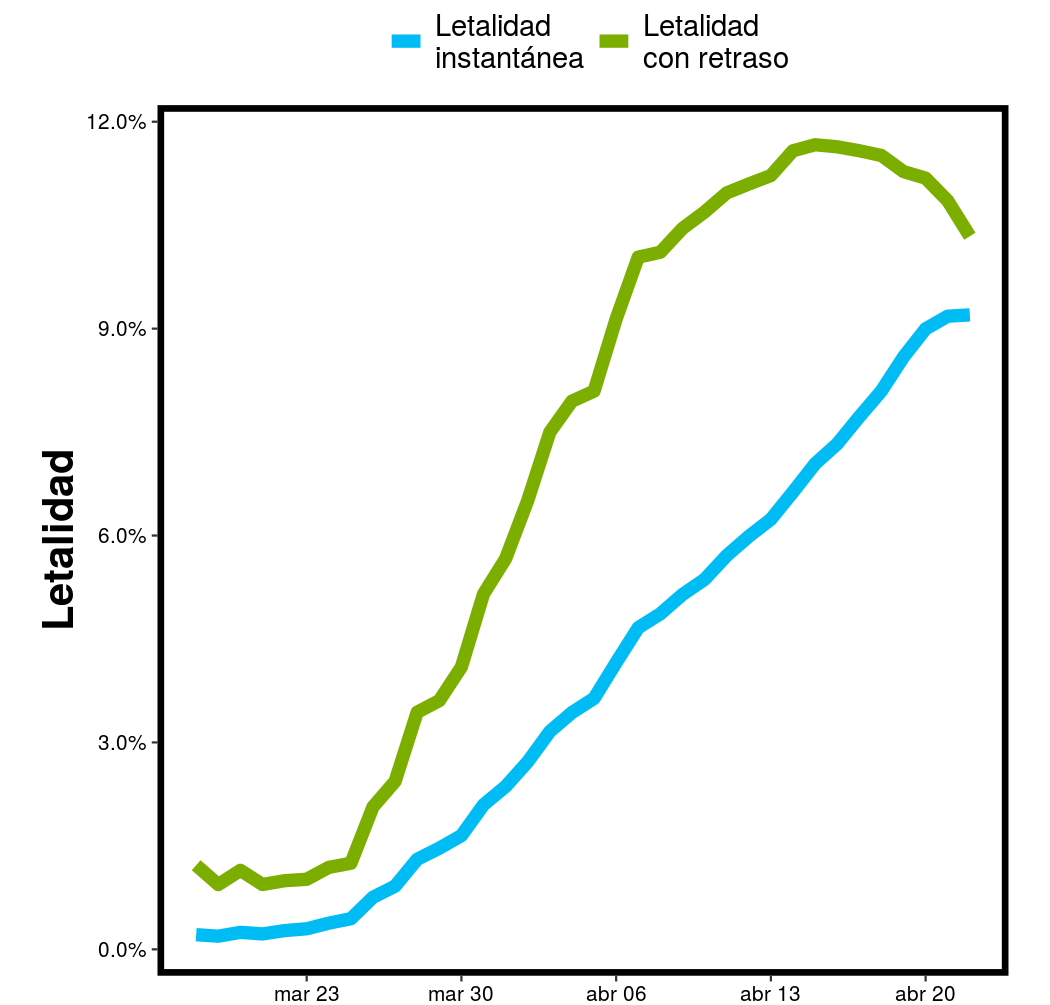 Letalidad
instantánea
Letalidad
con retraso
12.0%
9.0%
6.0%
3.0%
0.0%
Letalidad
mar 23
mar 30
abr 06
abr 13
abr 20